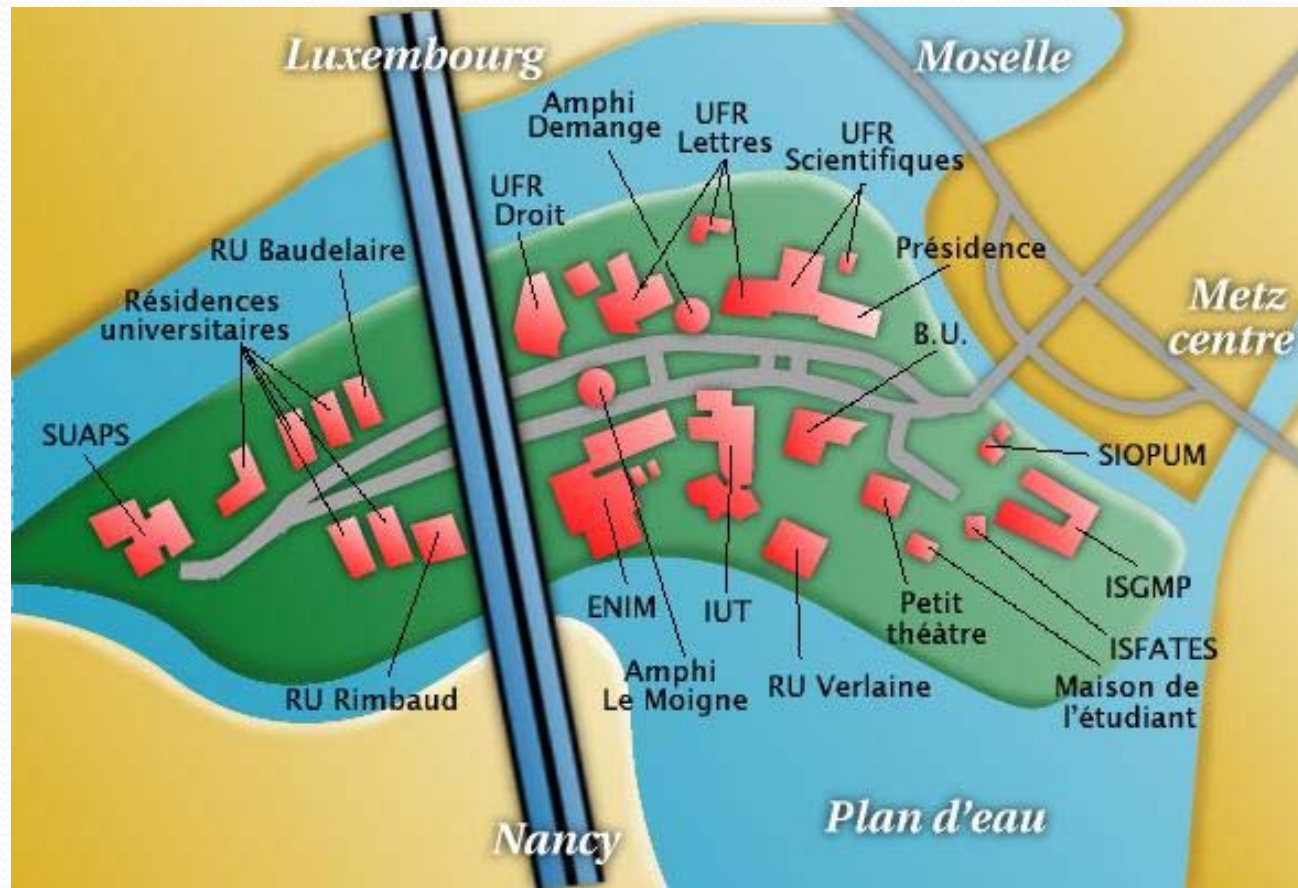 Luxembourg
Moselle
Amphi
Demange
UFR
Lettres
UFR
Scientifiques
UFR
Droit
RU Baudelaire
Présidence
Résidences
universitaires
Metz
centre
B.U.
SUAPS
SIOPUM
ISGMP
ENIM
IUT
Petit
théàtre
ISFATES
RU Rimbaud
Amphi
Le Moigne
RU Verlaine
Maison de
l'étudiant
Plan d'eau
Nancy